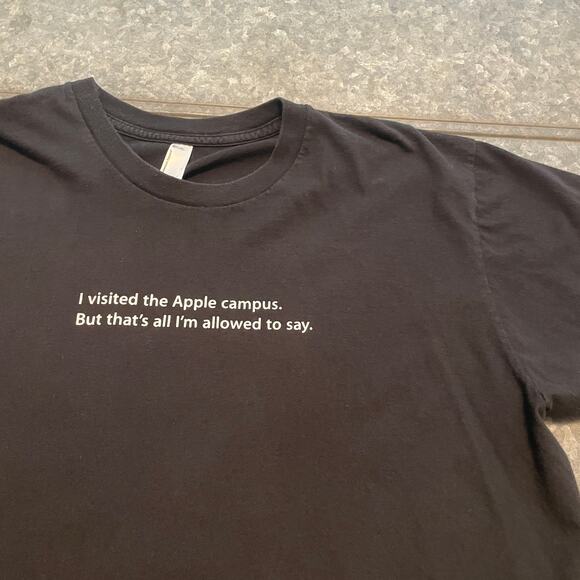 I visited the Apple campus.
But that's all I'm allowed to say.